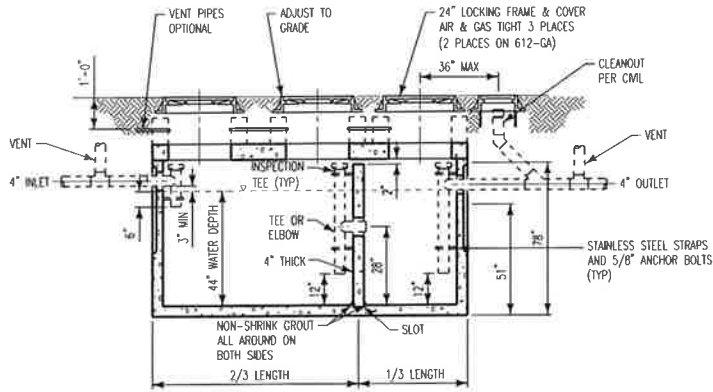 VENT PIPES
OPTIONAL
ADJUST TO
GRADE
24" LOCKING FRAME & COVER
AIR & GAS TIGHT 3 PLACES
(2 PLACES ON 612-GA)
36" MAX
CLEANOUT
PER CIVIL
1'-0"
VENT
VENT
4" INLET
INSPECTION
TEE (TYP)
2"
4" OUTLET
6"
3" MIN
44" WATER DEPTH
TEE OR
ELBOW
4" THICK
28"
12"
12"
51"
78"
STAINLESS STEEL STRAPS
AND 5/8" ANCHOR BOLTS
(TYP)
NON-SHRINK GROUT
ALL AROUND ON
BOTH SIDES
SLOT
2/3 LENGTH
1/3 LENGTH